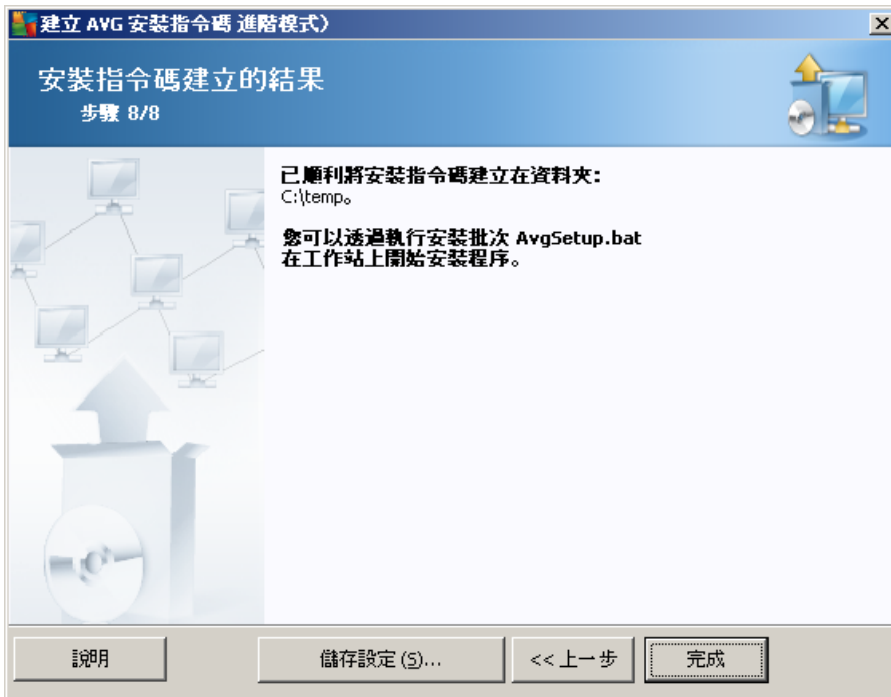 建立 AVG 安裝指令碼 進階模式)
安裝指令碼建立的結果
步驟 8/8
已順利將安裝指令碼建立在資料夾:
C:\temp。
您可以透過執行安裝批次 AvgSetup.bat
在工作站上開始安裝程序。
說明
儲存設定 (S)...
<< 上一步
完成